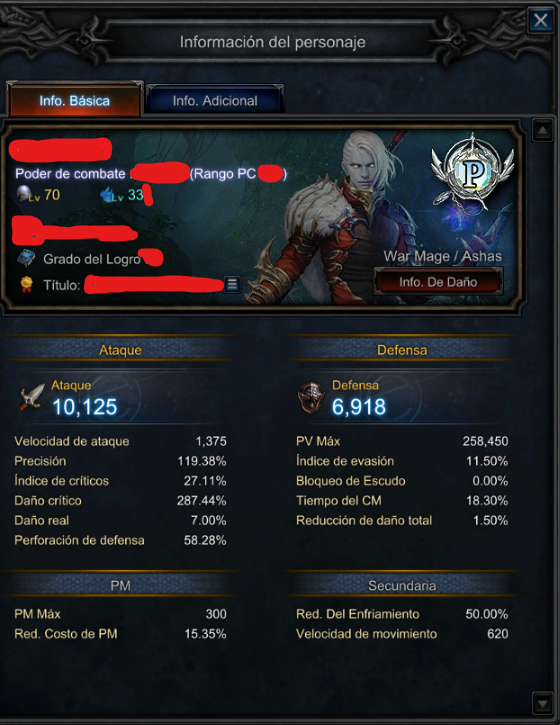 Información del personaje
Info. Básica
Info. Adicional
Poder de combate : (Rango PC )
Lv 70
Lv 33
P
Grado del Logro
War Mage / Ashas
Título:
Info. De Daño
Ataque
Ataque
10,125
Velocidad de ataque 1,375
Precisión 119.38%
Índice de críticos 27.11%
Daño crítico 287.44%
Daño real 7.00%
Perforación de defensa 58.28%
Defensa
Defensa
6,918
PV Máx 258,450
Índice de evasión 11.50%
Bloqueo de Escudo 0.00%
Tiempo del CM 18.30%
Reducción de daño total 1.50%
PM
PM Máx 300
Red. Costo de PM 15.35%
Secundaria
Red. Del Enfriamiento 50.00%
Velocidad de movimiento 620